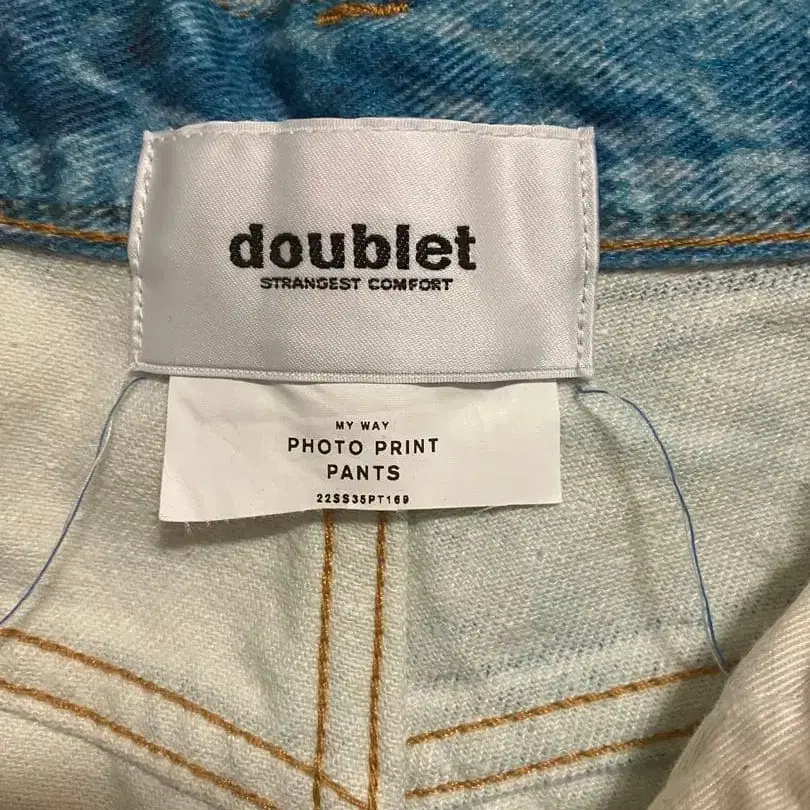 doublet
STRANGEST COMFORT
MY WAY
PHOTO PRINT
PANTS
22SS35PT169